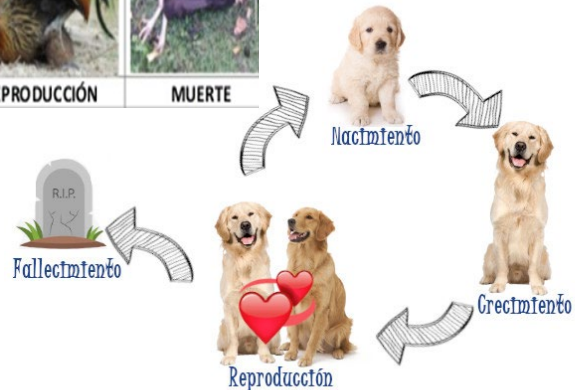 PRODUCCIÓN MUERTE
Nacimiento
R.I.P.
Fallecimiento
Crecimiento
Reproducción